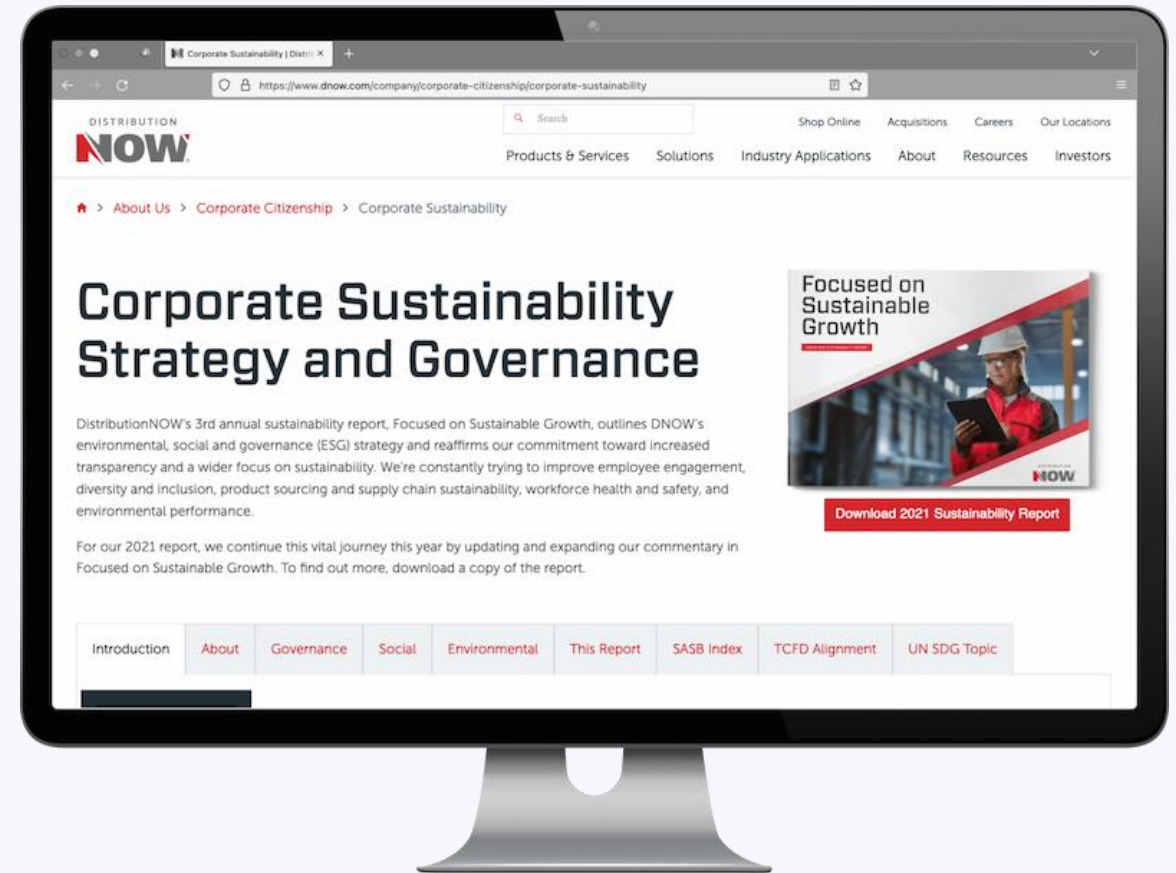 Corporate Sustainability | Distri
https://www.dnow.com/company/corporate-citizenship/corporate-sustainability
DISTRIBUTION
NOW
Search
Shop Online Acquisitions Careers Our Locations
Products & Services Solutions Industry Applications About Resources Investors
> About Us > Corporate Citizenship > Corporate Sustainability
Corporate Sustainability
Strategy and Governance
DistributionNOW's 3rd annual sustainability report, Focused on Sustainable Growth, outlines DNOW's
environmental, social and governance (ESG) strategy and reaffirms our commitment toward increased
transparency and a wider focus on sustainability. We're constantly trying to improve employee engagement,
diversity and inclusion, product sourcing and supply chain sustainability, workforce health and safety, and
environmental performance.
For our 2021 report, we continue this vital journey this year by updating and expanding our commentary in
Focused on Sustainable Growth. To find out more, download a copy of the report.
Focused on
Sustainable
Growth
NOW
Download 2021 Sustainability Report
Introduction About Governance Social Environmental This Report SASB Index TCFD Alignment UN SDG Topic